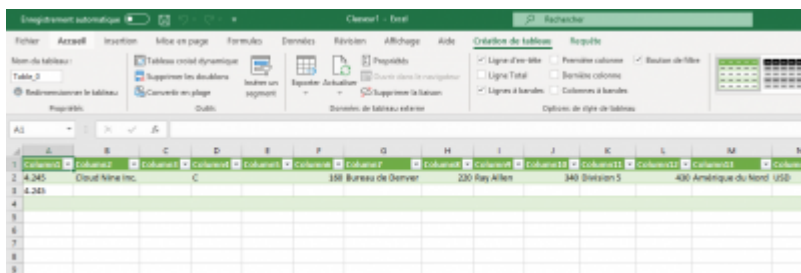 Enregistrement automatique Classeur1 - Excel Rechercher
Fichier Accueil Insertion Mise en page Formules Données Révision Affichage Aide Création de tableau Requête
Nom du tableau : Tableau croisé dynamique Propriétés Ligne d'en-tête Première colonne Bouton de filtre
Table_0 Supprimer les doublons Insérer un segment Exporter Actualiser Ouvrir dans le navigateur Ligne Total Dernière colonne
Redimensionner le tableau Convertir en plage Supprimer la liaison Lignes à bandes Colonnes à bandes
Propriétés Outils Données de tableau externe Options de style de tableau
A1
A B C D E F G H I J K L M
1 Column1 Column2 Column3 Column4 Column5 Column6 Column7 Column8 Column9 Column10 Column11 Column12 Column13
2 4.245 Cloud Nine Inc. C 168 Bureau de Denver 220 Ray Allen 340 Division 5 430 Amérique du Nord USD
3 4.245
4
5
6
7
8